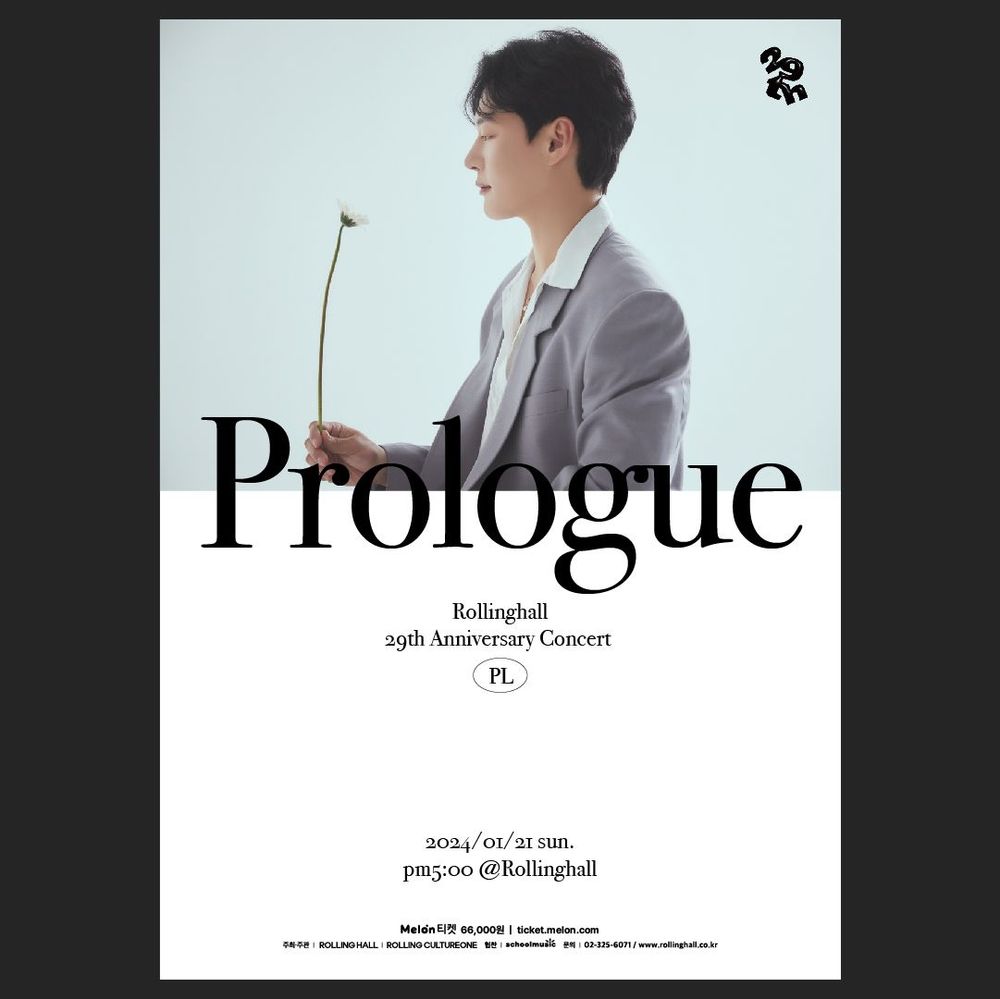 29th
Prologue
Rollinghall
29th Anniversary Concert
PL
2024/01/21 sun.
pm5:00 @Rollinghall
Melon티켓 66,000원 | ticket.melon.com
주최·주관 | ROLLING HALL | ROLLING CULTUREONE 협찬 | schoolmusic 문의 | 02-325-6071 / www.rollinghall.co.kr